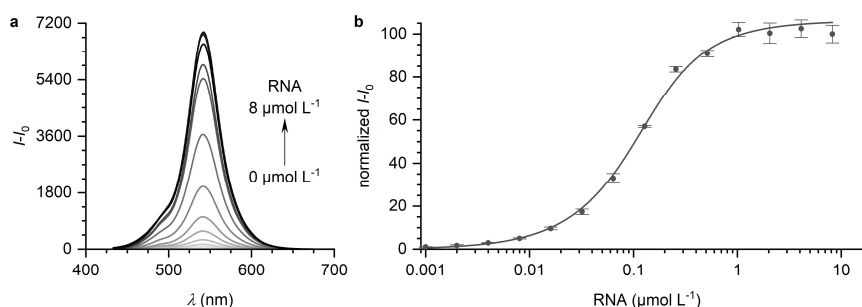 a
7200
5400
3600
1800
0
I-I0
400
500
600
700
λ (nm)
RNA
8 µmol L-1
0 µmol L-1
b
100
80
60
40
20
0
normalized I-I0
0.001
0.01
0.1
1
10
RNA (µmol L-1)